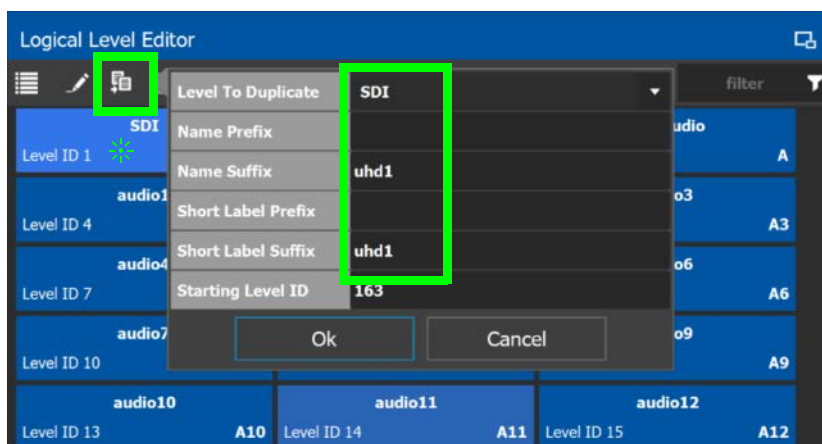 Logical Level Editor
filter
Level To Duplicate SDI
Name Prefix
Name Suffix uhd1
Short Label Prefix
Short Label Suffix uhd1
Starting Level ID 163
Ok Cancel
SDI
Level ID 1
udio
A
audio1
Level ID 4
o3
A3
audio4
Level ID 7
o6
A6
audio7
Level ID 10
o9
A9
audio10
Level ID 13 A10
audio11
Level ID 14 A11
audio12
Level ID 15 A12